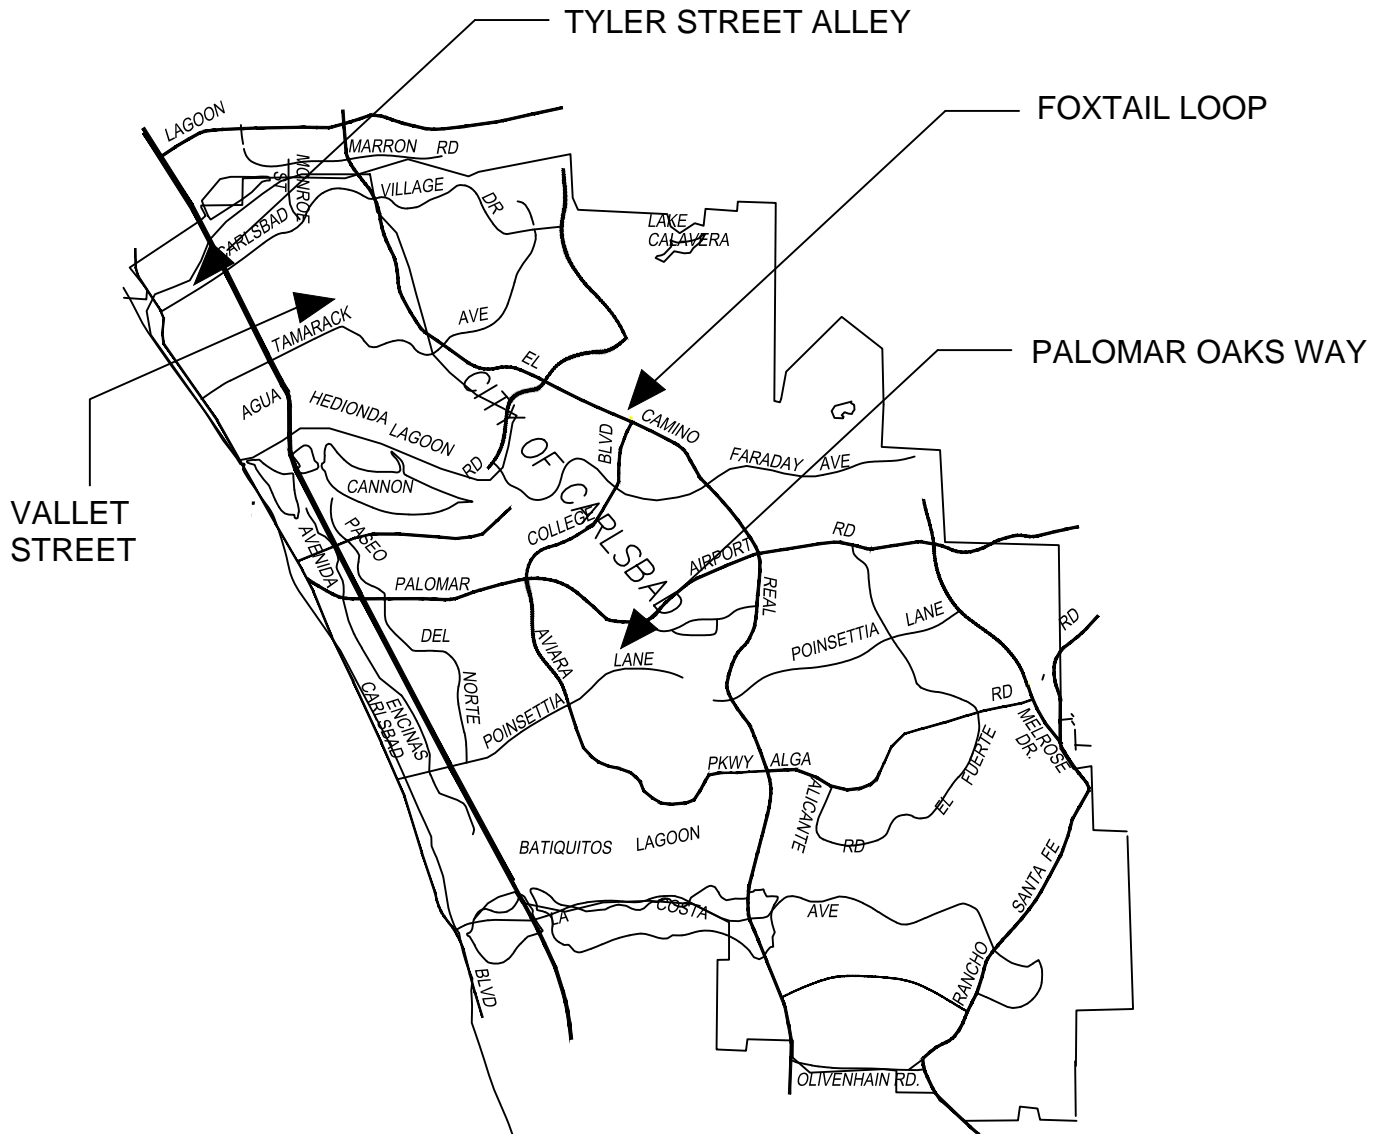 TYLER STREET ALLEY
FOXTAIL LOOP
LAGOON
MARRON RD
MONROE
ST
VILLAGE
DR
CARLSBAD
LAKE
CALAVERA
TAMARACK
AVE
PALOMAR OAKS WAY
EL
CAMINO
REAL
AGUA
HEDIONDA
LAGOON
CITY
OF
CARLSBAD
BLVD
COLLEGE
FARADAY AVE
RD
CANNON
VALLET
STREET
PASEO
AVENIDA
PALOMAR
AIRPORT
RD
DEL
NORTE
AVIARA
LANE
POINSETTIA
POINSETTIA
LANE
RD
ENCINAS
CARLSBAD
RD
MELROSE
DR.
PKWY
ALGA
FUERTE
EL
ALICANTE
RD
BATIQUITOS
LAGOON
SANTA FE
LA
COSTA
AVE
RANCHO
BLVD
OLIVENHAIN RD.